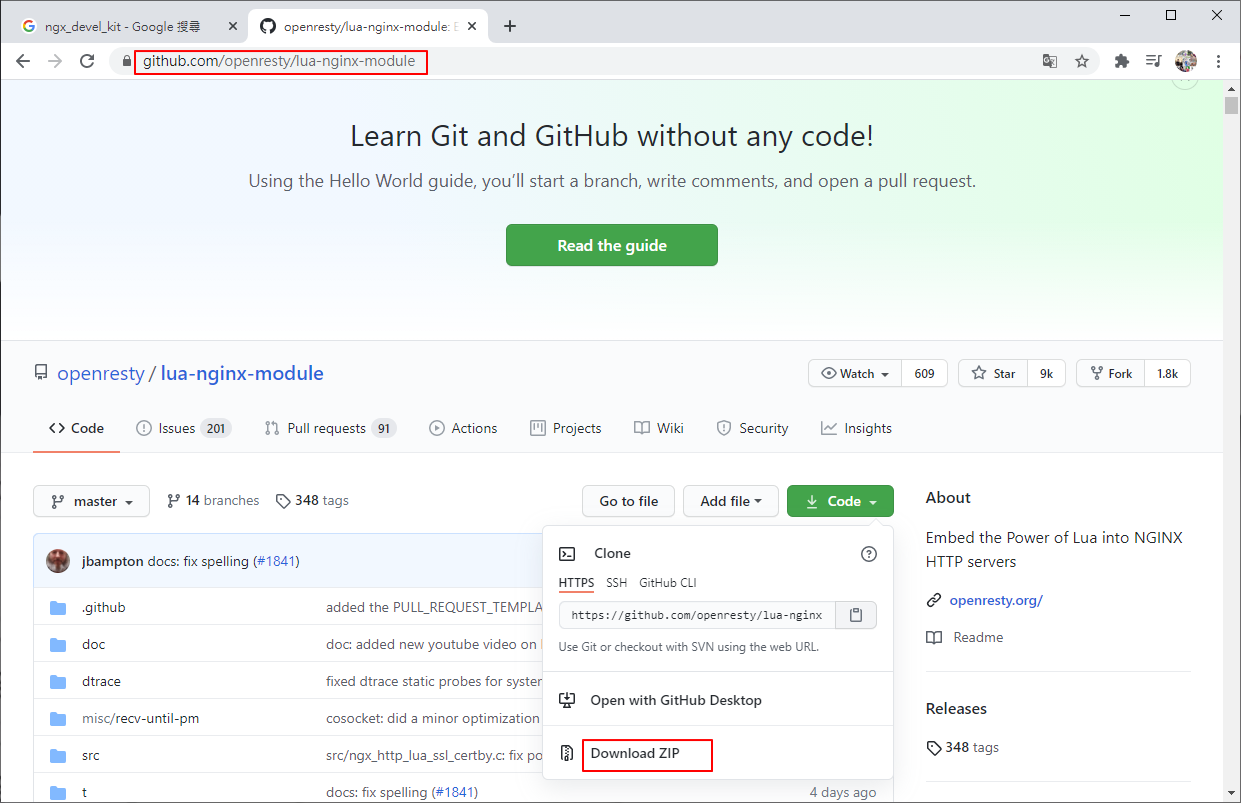 ngx_devel_kit - Google 搜尋
openresty/lua-nginx-module: E
github.com/openresty/lua-nginx-module
Learn Git and GitHub without any code!
Using the Hello World guide, you’ll start a branch, write comments, and open a pull request.
Read the guide
openresty / lua-nginx-module
Watch 609 Star 9k Fork 1.8k
Code Issues 201 Pull requests 91 Actions Projects Wiki Security Insights
master 14 branches 348 tags Go to file Add file Code
jbampton docs: fix spelling (#1841)
.github added the PULL_REQUEST_TEMPLA
doc doc: added new youtube video on
dtrace fixed dtrace static probes for syster
misc/recv-until-pm cosocket: did a minor optimization
src src/ngx_http_lua_ssl_certby.c: fix po
t docs: fix spelling (#1841) 4 days ago
Clone
HTTPS SSH GitHub CLI
https://github.com/openresty/lua-nginx
Use Git or checkout with SVN using the web URL.
Open with GitHub Desktop
Download ZIP
About
Embed the Power of Lua into NGINX
HTTP servers
openresty.org/
Readme
Releases
348 tags